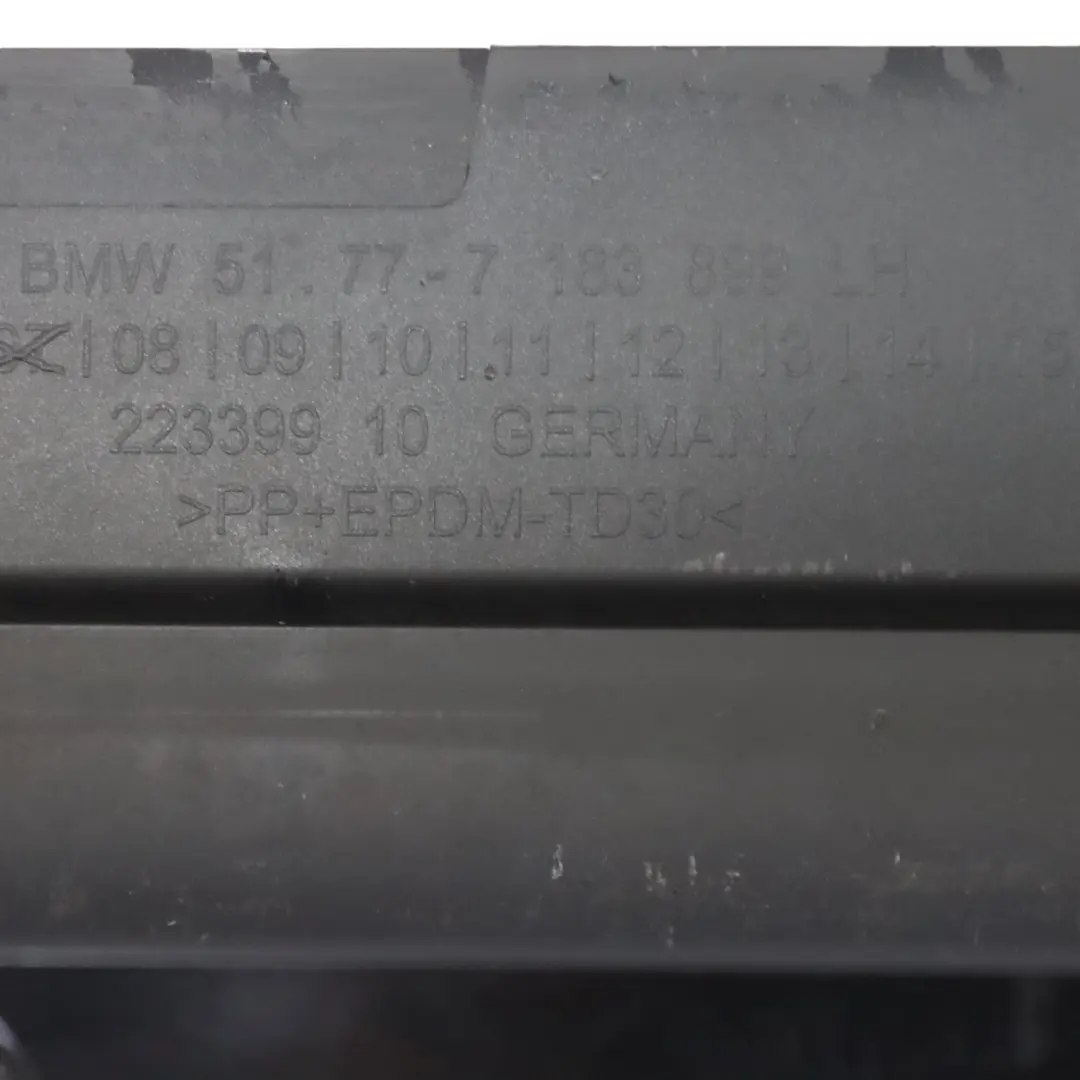 BMW 51.77-7 183 899 LH
| 08 | 09 | 10 | 11 | 12 | 13 | 14 | 15
223399 10 GERMANY
>PP+EPDM-TD30<